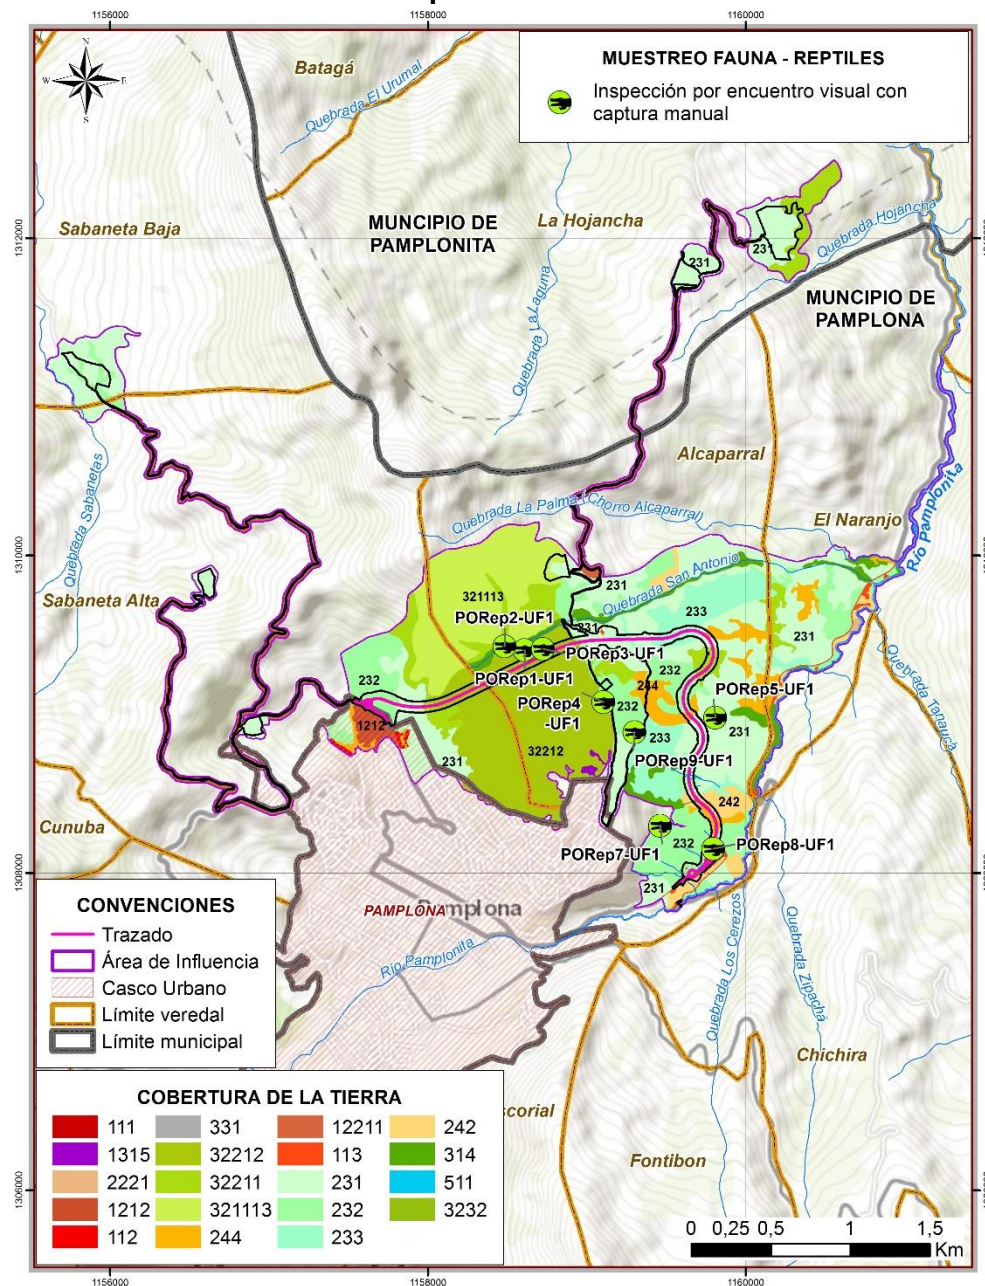 1156000
1158000
1160000
N
W
E
S
MUESTREO FAUNA - REPTILES
Inspección por encuentro visual con
captura manual
Batagá
Quebrada El Urumal
Sabaneta Baja
MUNCIPIO DE
PAMPLONITA
La Hojancha
Quebrada Hojancha
1312000
231
231
MUNCIPIO DE
PAMPLONA
Quebrada La Laguna
Alcaparral
Quebrada Sabanetas
Quebrada La Palma (Chorro Alcaparral)
El Naranjo
Río Pamplonita
1310000
Sabaneta Alta
321113
231
Quebrada San Antonio
233
231
PORep2-UF1
231
PORep3-UF1
PORep1-UF1
232
232
244
PORep5-UF1
PORep4
-UF1
232
231
1212
233
32212
231
PORep9-UF1
Quebrada Tanauca
242
Cunuba
PORep7-UF1
232
PORep8-UF1
1308000
231
PAMPLONA
Pamplona
Rio Pamplonita
Quebrada Los Cerezos
Quebrada Zipachá
Chichira
CONVENCIONES
Trazado
Área de Influencia
Casco Urbano
Límite veredal
Límite municipal
COBERTURA DE LA TIERRA
111
331
12211
242
1315
32212
113
314
2221
32211
231
511
1212
321113
232
3232
112
244
233
scorial
Fontibon
1306000
0 0,25 0,5 1 1,5
Km
1156000
1158000
1160000